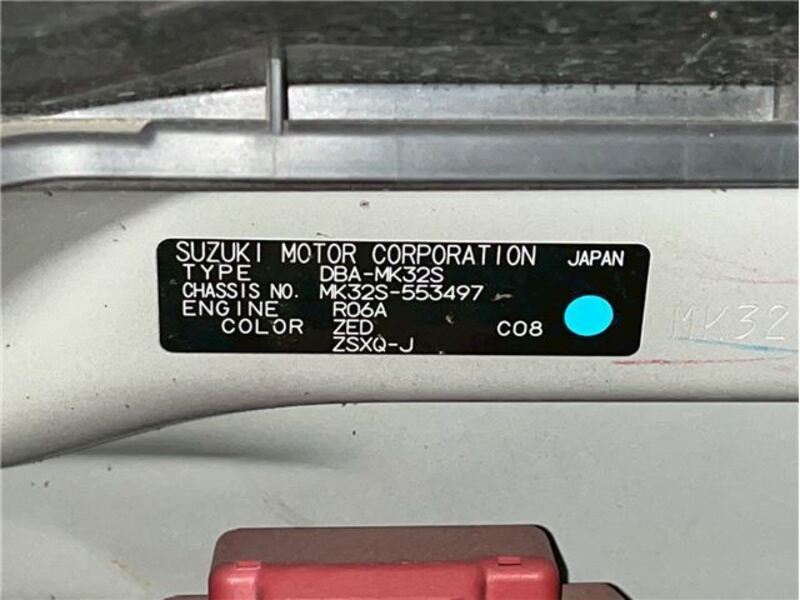 SUZUKI MOTOR CORPORATION JAPAN
TYPE DBA-MK32S
CHASSIS NO. MK32S-553497
ENGINE R06A
COLOR ZED C08
ZSXQ-J
MK32